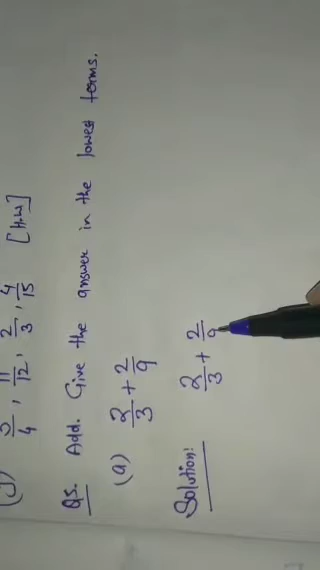 (j) 3/4, 11/12, 2/3, 4/15 [H.W]
Q5. Add. Give the answer in the lowest terms.
(a) 2/3 + 2/9
Solution: 2/3 + 2/9